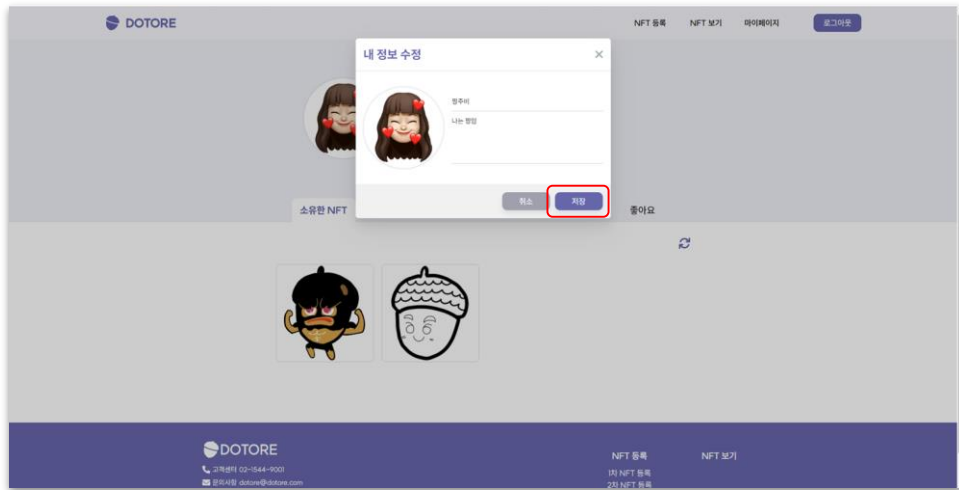 DOTORE
NFT 등록 NFT 보기 마이페이지 로그아웃
내 정보 수정 ×
띵주비
나는 띵띵
취소 저장
소유한 NFT 좋아요
DOTORE
NFT 등록 NFT 보기
고객센터 02-1544-9001
1차 NFT 등록
문의사항 dotore@dotore.com
2차 NFT 등록